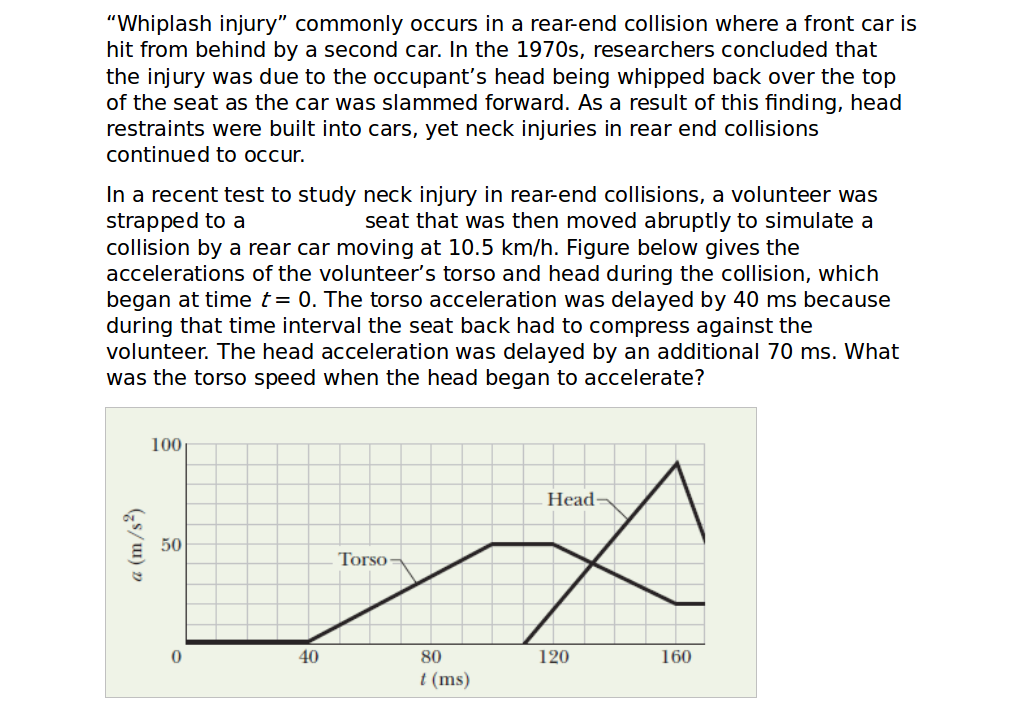 “Whiplash injury” commonly occurs in a rear-end collision where a front car is
hit from behind by a second car. In the 1970s, researchers concluded that
the injury was due to the occupant’s head being whipped back over the top
of the seat as the car was slammed forward. As a result of this finding, head
restraints were built into cars, yet neck injuries in rear end collisions
continued to occur.
In a recent test to study neck injury in rear-end collisions, a volunteer was
strapped to a seat that was then moved abruptly to simulate a
collision by a rear car moving at 10.5 km/h. Figure below gives the
accelerations of the volunteer’s torso and head during the collision, which
began at time t = 0. The torso acceleration was delayed by 40 ms because
during that time interval the seat back had to compress against the
volunteer. The head acceleration was delayed by an additional 70 ms. What
was the torso speed when the head began to accelerate?
100
Head
a (m/s²)
50
Torso
0 40 80 120 160
t (ms)